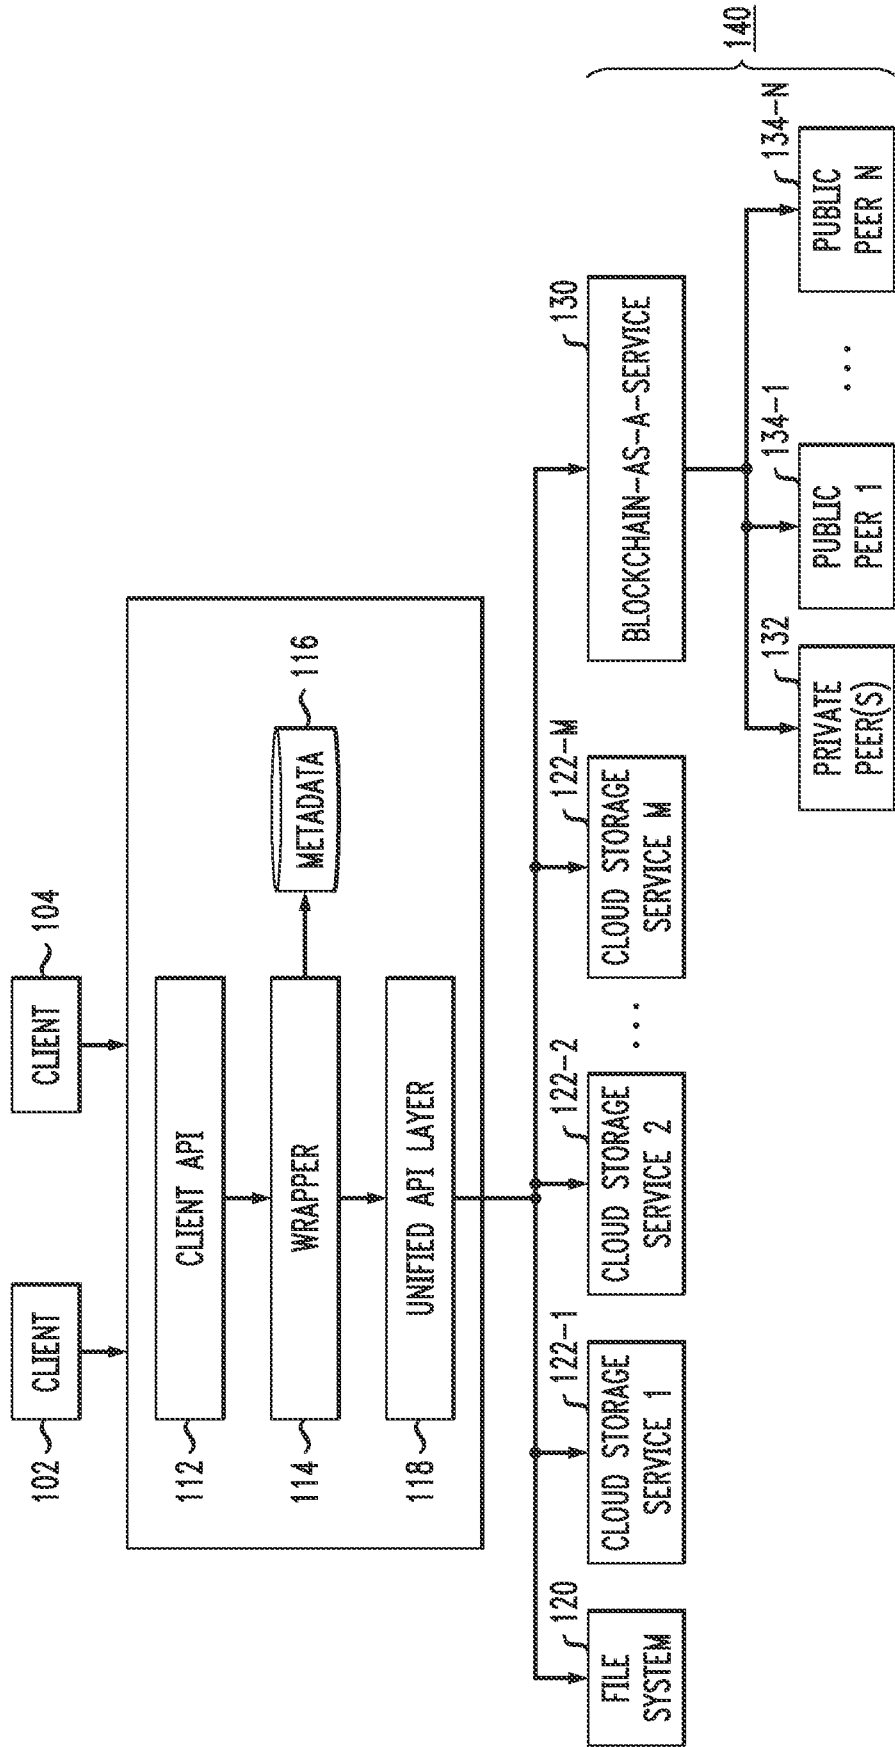 102
CLIENT
CLIENT
104
112
CLIENT API
114
WRAPPER
METADATA
116
118
UNIFIED API LAYER
120
FILE
SYSTEM
122-1
CLOUD STORAGE
SERVICE 1
122-2
CLOUD STORAGE
SERVICE 2
...
122-M
CLOUD STORAGE
SERVICE M
130
BLOCKCHAIN-AS-A-SERVICE
132
PRIVATE
PEER(S)
134-1
PUBLIC
PEER 1
...
134-N
PUBLIC
PEER N
140